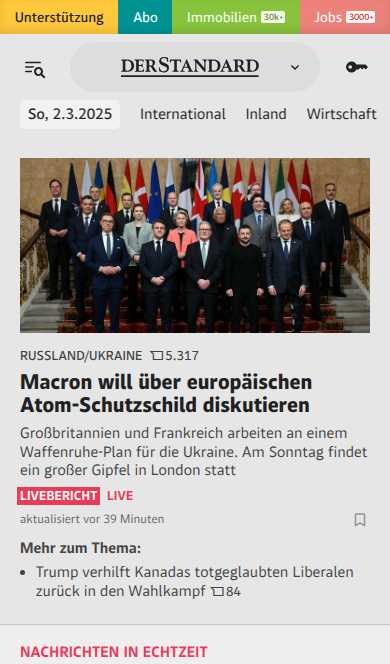 Unterstützung Abo Immobilien 30k+ Jobs 3000+
DERSTANDARD
So, 2.3.2025 International Inland Wirtschaft
RUSSLAND/UKRAINE 5.317
Macron will über europäischen
Atom-Schutzschild diskutieren
Großbritannien und Frankreich arbeiten an einem
Waffenruhe-Plan für die Ukraine. Am Sonntag findet
ein großer Gipfel in London statt
LIVEBERICHT LIVE
aktualisiert vor 39 Minuten
Mehr zum Thema:
• Trump verhilft Kanadas totgeglaubten Liberalen
zurück in den Wahlkampf 84
NACHRICHTEN IN ECHTZEIT